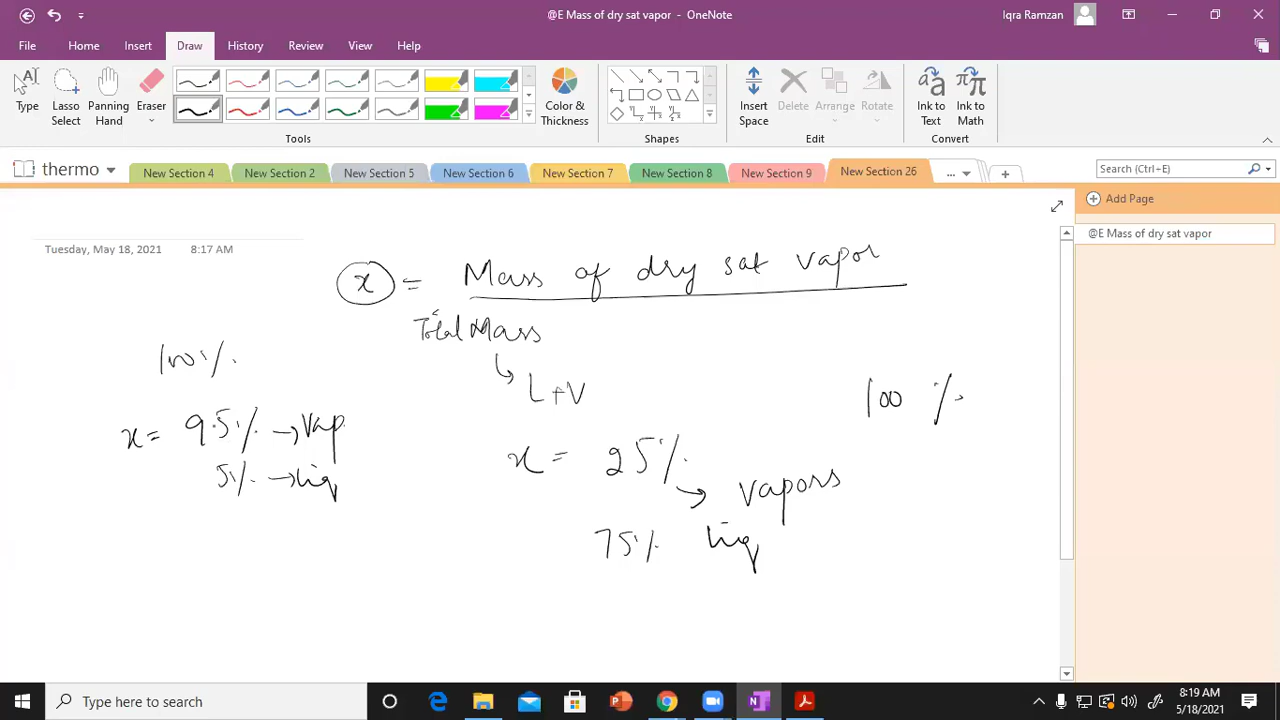 @E Mass of dry sat vapor - OneNote
Iqra Ramzan
File Home Insert Draw History Review View Help
Type
Lasso Select
Panning Hand
Eraser
Color & Thickness
Insert Space
Delete
Arrange
Rotate
Ink to Text
Ink to Math
Tools
Shapes
Edit
Convert
thermo
New Section 4
New Section 2
New Section 5
New Section 6
New Section 7
New Section 8
New Section 9
New Section 26
...
Search (Ctrl+E)
Add Page
@E Mass of dry sat vapor
Tuesday, May 18, 2021 8:17 AM
x = Mass of dry sat vapor
Total Mass
L+V
100%
x = 95% → Vap
5% → Liq
x = 25%
→ Vapors
75% Liq
100 %
Type here to search
8:19 AM
5/18/2021